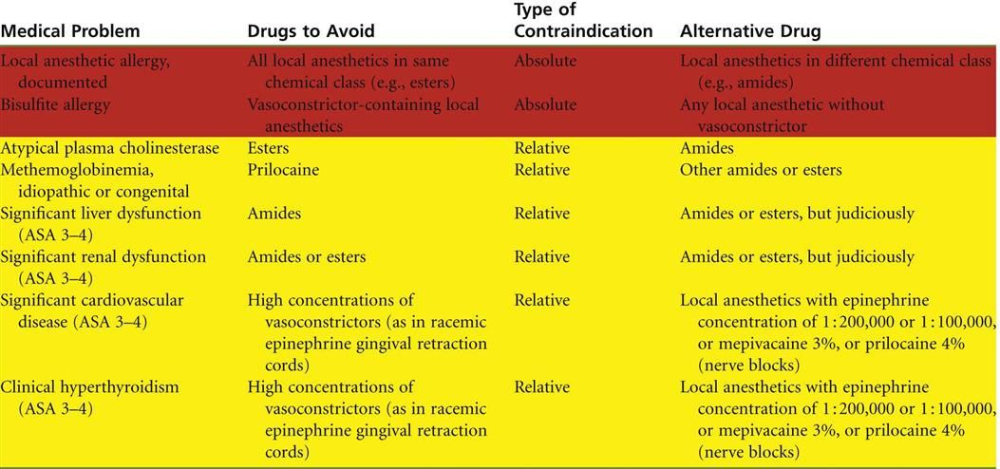 Medical Problem Drugs to Avoid Type of Contraindication Alternative Drug
Local anesthetic allergy, All local anesthetics in same Absolute Local anesthetics in different chemical class
documented chemical class (e.g., esters) (e.g., amides)
Bisulfite allergy Vasoconstrictor-containing local Absolute Any local anesthetic without
anesthetics vasoconstrictor
Atypical plasma cholinesterase Esters Relative Amides
Methemoglobinemia, Prilocaine Relative Other amides or esters
idiopathic or congenital
Significant liver dysfunction Amides Relative Amides or esters, but judiciously
(ASA 3–4)
Significant renal dysfunction Amides or esters Relative Amides or esters, but judiciously
(ASA 3–4)
Significant cardiovascular High concentrations of Relative Local anesthetics with epinephrine
disease (ASA 3–4) vasoconstrictors (as in racemic concentration of 1:200,000 or 1:100,000,
epinephrine gingival retraction or mepivacaine 3%, or prilocaine 4%
cords) (nerve blocks)
Clinical hyperthyroidism High concentrations of Relative Local anesthetics with epinephrine
(ASA 3–4) vasoconstrictors (as in racemic concentration of 1:200,000 or 1:100,000,
epinephrine gingival retraction or mepivacaine 3%, or prilocaine 4%
cords) (nerve blocks)